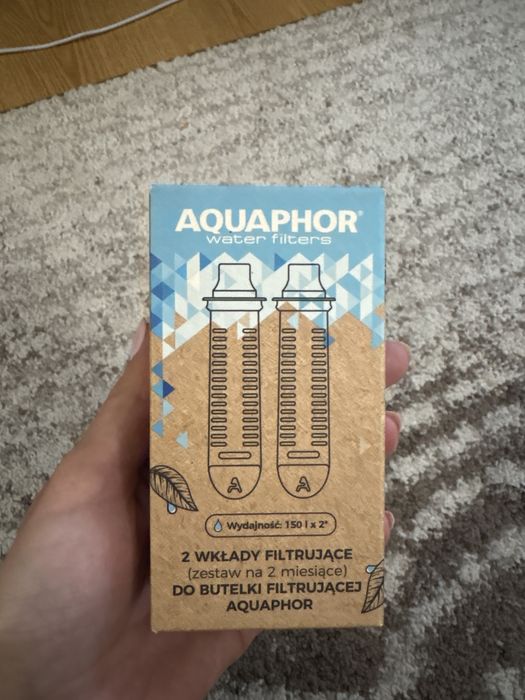 AQUAPHOR®
water filters
Wydajność: 150 l x 2*
2 WKŁADY FILTRUJĄCE
(zestaw na 2 miesiące)
DO BUTELKI FILTRUJĄCEJ
AQUAPHOR